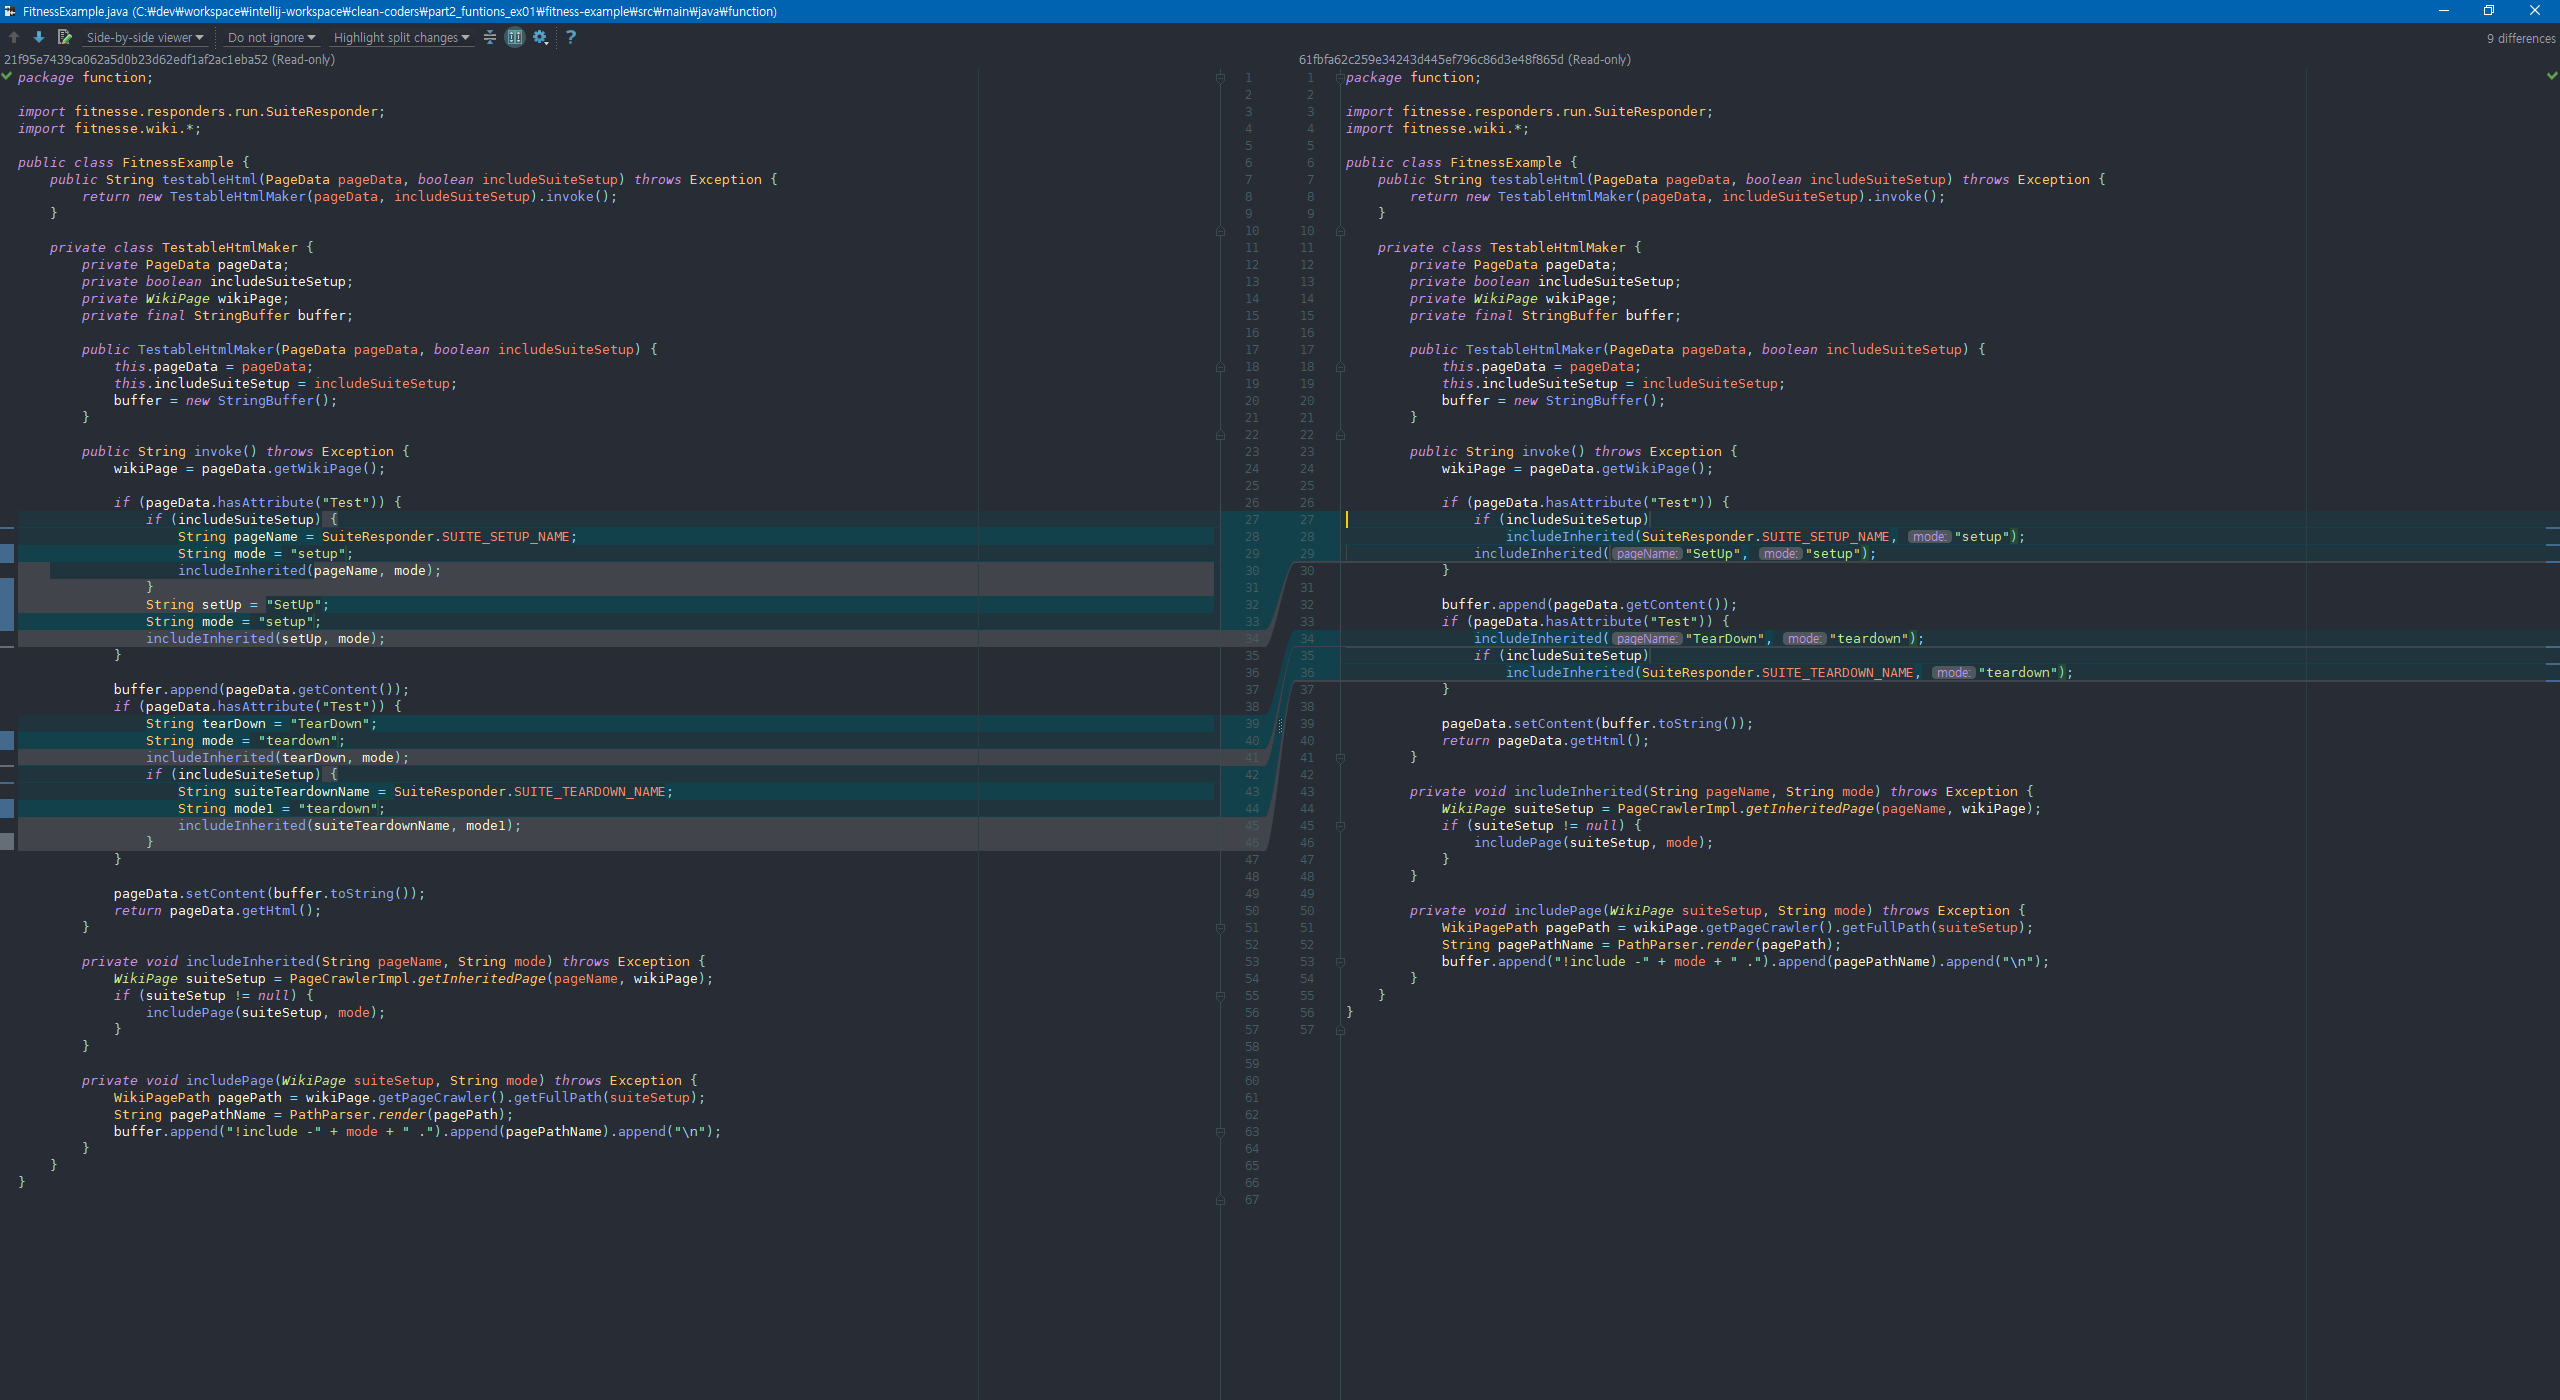 FitnessExample.java (C:₩dev₩workspace₩intellij-workspace₩clean-coders₩part2_funtions_ex01₩fitness-example₩src₩main₩java₩function)
Side-by-side viewer Do not ignore Highlight split changes ? 9 differences
21f95e7439ca062a5d0b23d62edf1af2ac1eba52 (Read-only)
package function;

import fitnesse.responders.run.SuiteResponder;
import fitnesse.wiki.*;

public class FitnessExample {
    public String testableHtml(PageData pageData, boolean includeSuiteSetup) throws Exception {
        return new TestableHtmlMaker(pageData, includeSuiteSetup).invoke();
    }

    private class TestableHtmlMaker {
        private PageData pageData;
        private boolean includeSuiteSetup;
        private WikiPage wikiPage;
        private final StringBuffer buffer;

        public TestableHtmlMaker(PageData pageData, boolean includeSuiteSetup) {
            this.pageData = pageData;
            this.includeSuiteSetup = includeSuiteSetup;
            buffer = new StringBuffer();
        }

        public String invoke() throws Exception {
            wikiPage = pageData.getWikiPage();

            if (pageData.hasAttribute("Test")) {
                if (includeSuiteSetup) {
                    String pageName = SuiteResponder.SUITE_SETUP_NAME;
                    String mode = "setup";
                    includeInherited(pageName, mode);
                }
                String setUp = "SetUp";
                String mode = "setup";
                includeInherited(setUp, mode);
            }

            buffer.append(pageData.getContent());
            if (pageData.hasAttribute("Test")) {
                String tearDown = "TearDown";
                String mode = "teardown";
                includeInherited(tearDown, mode);
                if (includeSuiteSetup) {
                    String suiteTeardownName = SuiteResponder.SUITE_TEARDOWN_NAME;
                    String mode1 = "teardown";
                    includeInherited(suiteTeardownName, mode1);
                }
            }

            pageData.setContent(buffer.toString());
            return pageData.getHtml();
        }

        private void includeInherited(String pageName, String mode) throws Exception {
            WikiPage suiteSetup = PageCrawlerImpl.getInheritedPage(pageName, wikiPage);
            if (suiteSetup != null) {
                includePage(suiteSetup, mode);
            }
        }

        private void includePage(WikiPage suiteSetup, String mode) throws Exception {
            WikiPagePath pagePath = wikiPage.getPageCrawler().getFullPath(suiteSetup);
            String pagePathName = PathParser.render(pagePath);
            buffer.append("!include -" + mode + " .").append(pagePathName).append("\n");
        }
    }
}
1 1
2 2
3 3
4 4
5 5
6 6
7 7
8 8
9 9
10 10
11 11
12 12
13 13
14 14
15 15
16 16
17 17
18 18
19 19
20 20
21 21
22 22
23 23
24 24
25 25
26 26
27 27
28 28
29 29
30 30
31 31
32 32
33 33
34 34
35 35
36 36
37 37
38 38
39 39
40 40
41 41
42 42
43 43
44 44
45 45
46 46
47 47
48 48
49 49
50 50
51 51
52 52
53 53
54 54
55 55
56 56
57 57
58
59
60
61
62
63
64
65
66
67
61fbfa62c259e34243d445ef796c86d3e48f865d (Read-only)
package function;

import fitnesse.responders.run.SuiteResponder;
import fitnesse.wiki.*;

public class FitnessExample {
    public String testableHtml(PageData pageData, boolean includeSuiteSetup) throws Exception {
        return new TestableHtmlMaker(pageData, includeSuiteSetup).invoke();
    }

    private class TestableHtmlMaker {
        private PageData pageData;
        private boolean includeSuiteSetup;
        private WikiPage wikiPage;
        private final StringBuffer buffer;

        public TestableHtmlMaker(PageData pageData, boolean includeSuiteSetup) {
            this.pageData = pageData;
            this.includeSuiteSetup = includeSuiteSetup;
            buffer = new StringBuffer();
        }

        public String invoke() throws Exception {
            wikiPage = pageData.getWikiPage();

            if (pageData.hasAttribute("Test")) {
                if (includeSuiteSetup)
                    includeInherited(SuiteResponder.SUITE_SETUP_NAME, mode: "setup");
                includeInherited( pageName: "SetUp", mode: "setup");
            }

            buffer.append(pageData.getContent());
            if (pageData.hasAttribute("Test")) {
                includeInherited( pageName: "TearDown", mode: "teardown");
                if (includeSuiteSetup)
                    includeInherited(SuiteResponder.SUITE_TEARDOWN_NAME, mode: "teardown");
            }

            pageData.setContent(buffer.toString());
            return pageData.getHtml();
        }

        private void includeInherited(String pageName, String mode) throws Exception {
            WikiPage suiteSetup = PageCrawlerImpl.getInheritedPage(pageName, wikiPage);
            if (suiteSetup != null) {
                includePage(suiteSetup, mode);
            }
        }

        private void includePage(WikiPage suiteSetup, String mode) throws Exception {
            WikiPagePath pagePath = wikiPage.getPageCrawler().getFullPath(suiteSetup);
            String pagePathName = PathParser.render(pagePath);
            buffer.append("!include -" + mode + " .").append(pagePathName).append("\n");
        }
    }
}